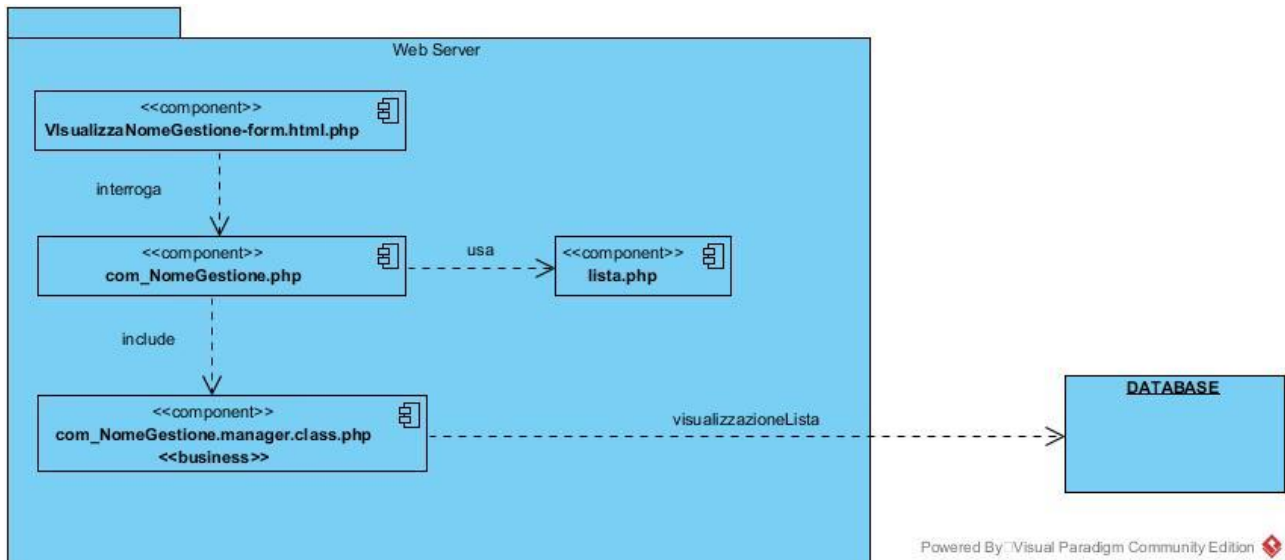 Web Server
<<component>>
VIsualizzaNomeGestione-form.html.php
interroga
<<component>>
com_NomeGestione.php
usa
<<component>>
lista.php
include
<<component>>
com_NomeGestione.manager.class.php
<<business>>
visualizzazioneLista
DATABASE
Powered By Visual Paradigm Community Edition